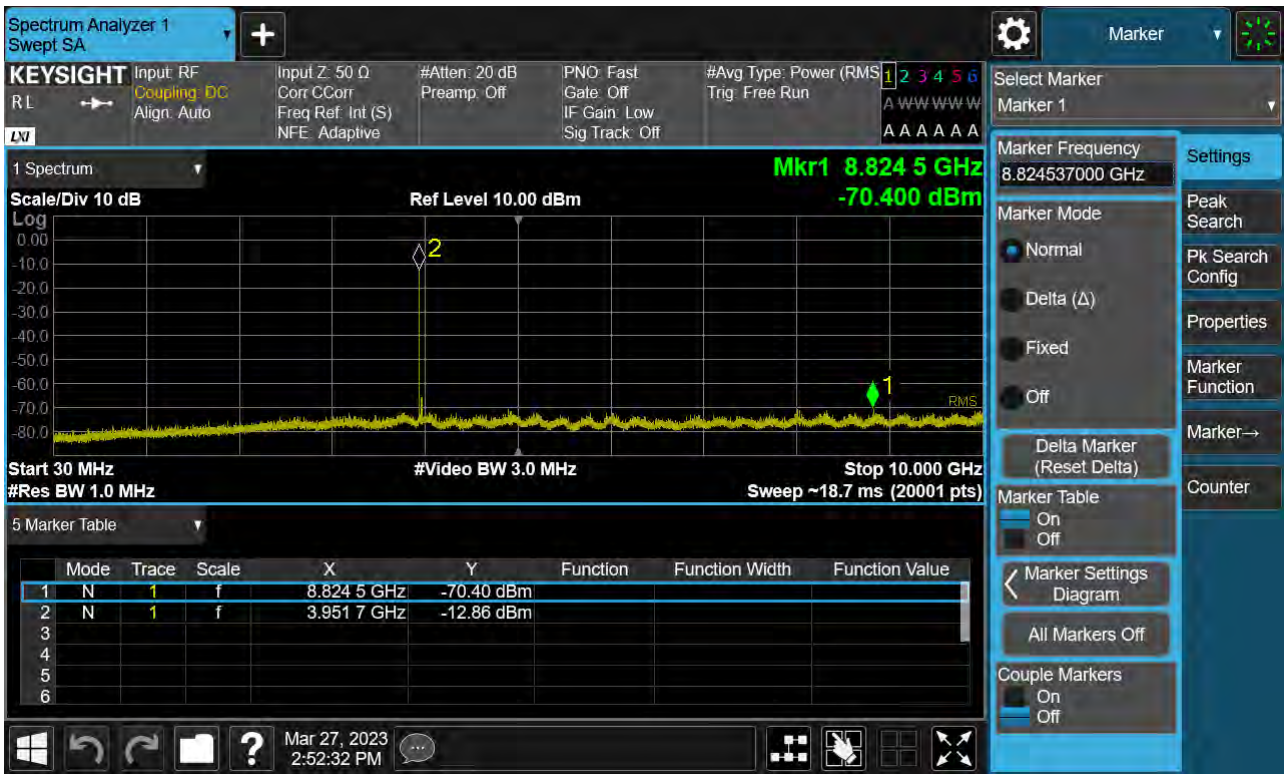 Spectrum Analyzer 1
Swept SA
Marker
KEYSIGHT
RL
LXI
Input: RF
Coupling: DC
Align: Auto
Input Z: 50 Ω
Corr CCorr
Freq Ref: Int (S)
NFE: Adaptive
#Atten: 20 dB
Preamp: Off
PNO: Fast
Gate: Off
IF Gain: Low
Sig Track: Off
#Avg Type: Power (RMS
Trig: Free Run
1 2 3 4 5 6
A W W W W W
A A A A A A
1 Spectrum
Scale/Div 10 dB
Ref Level 10.00 dBm
Mkr1 8.824 5 GHz
-70.400 dBm
Log
0.00
-10.0
-20.0
-30.0
-40.0
-50.0
-60.0
-70.0
-80.0
2
1
RMS
Start 30 MHz
#Video BW 3.0 MHz
Stop 10.000 GHz
#Res BW 1.0 MHz
Sweep ~18.7 ms (20001 pts)
5 Marker Table
Mode Trace Scale X Y Function Function Width Function Value
1 N 1 f 8.824 5 GHz -70.40 dBm
2 N 1 f 3.951 7 GHz -12.86 dBm
3
4
5
6
Mar 27, 2023
2:52:32 PM
Select Marker
Marker 1
Marker Frequency
8.824537000 GHz
Marker Mode
Normal
Delta (Δ)
Fixed
Off
Delta Marker
(Reset Delta)
Marker Table
On
Off
Marker Settings
Diagram
All Markers Off
Couple Markers
On
Off
Settings
Peak
Search
Pk Search
Config
Properties
Marker
Function
Marker→
Counter